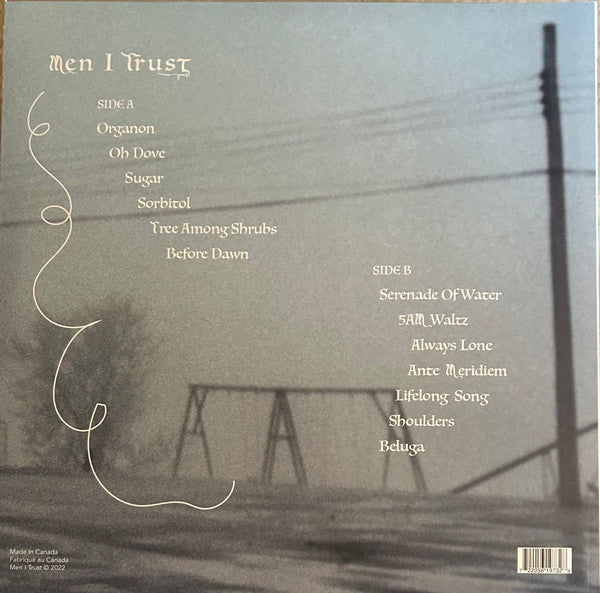 Men I Trust
SIDE A
Organon
Oh Dove
Sugar
Sorbitol
Tree Among Shrubs
Before Dawn
SIDE B
Serenade Of Water
5AM Waltz
Always Lone
Ante Meridiem
Lifelong Song
Shoulders
Beluga
Made In Canada
Fabriqué au Canada
Men I Trust © 2022